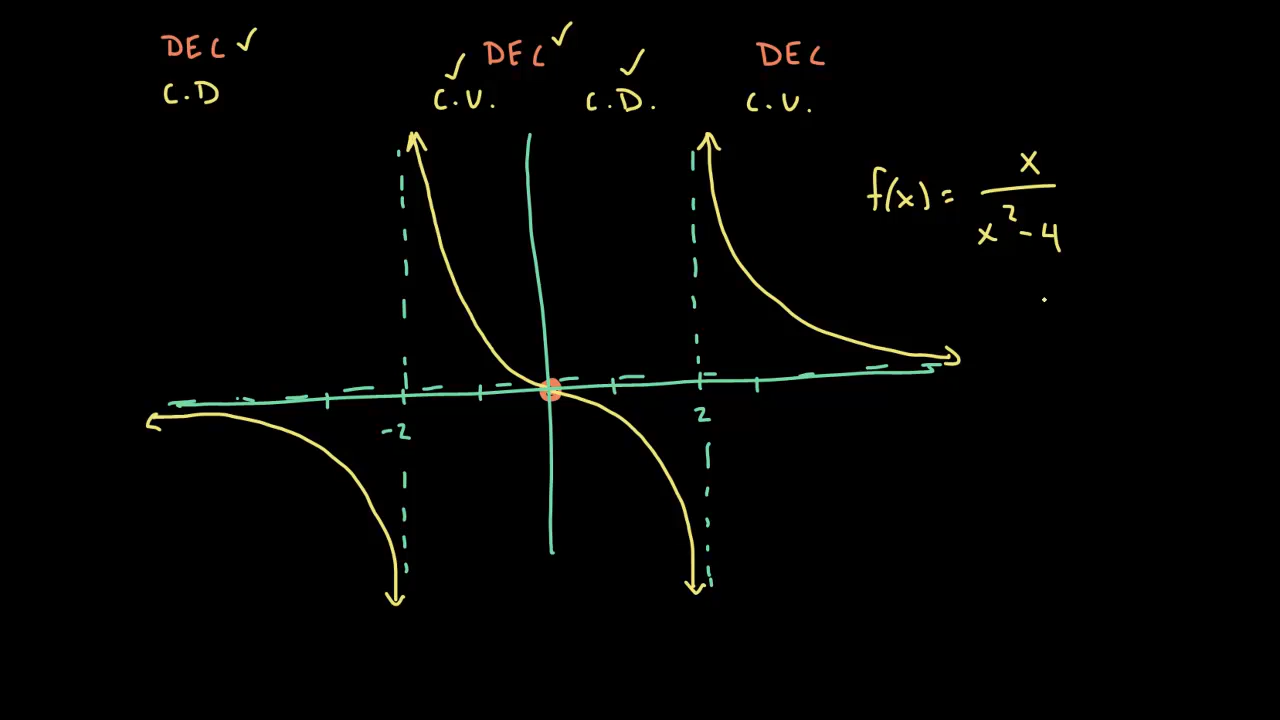 DEC ✓ DEC ✓ DEC
C.D ✓ C.U. ✓ C.D. C.U.
f(x) = x / x² - 4
-2 2